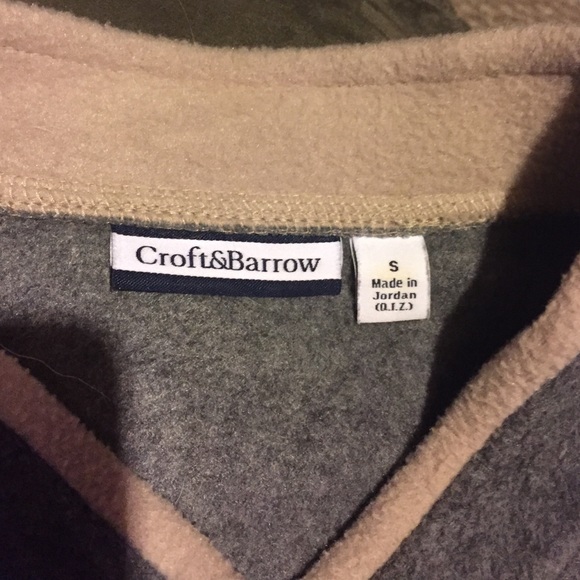 Croft&Barrow
S
Made in
Jordan
(Q.I.Z.)